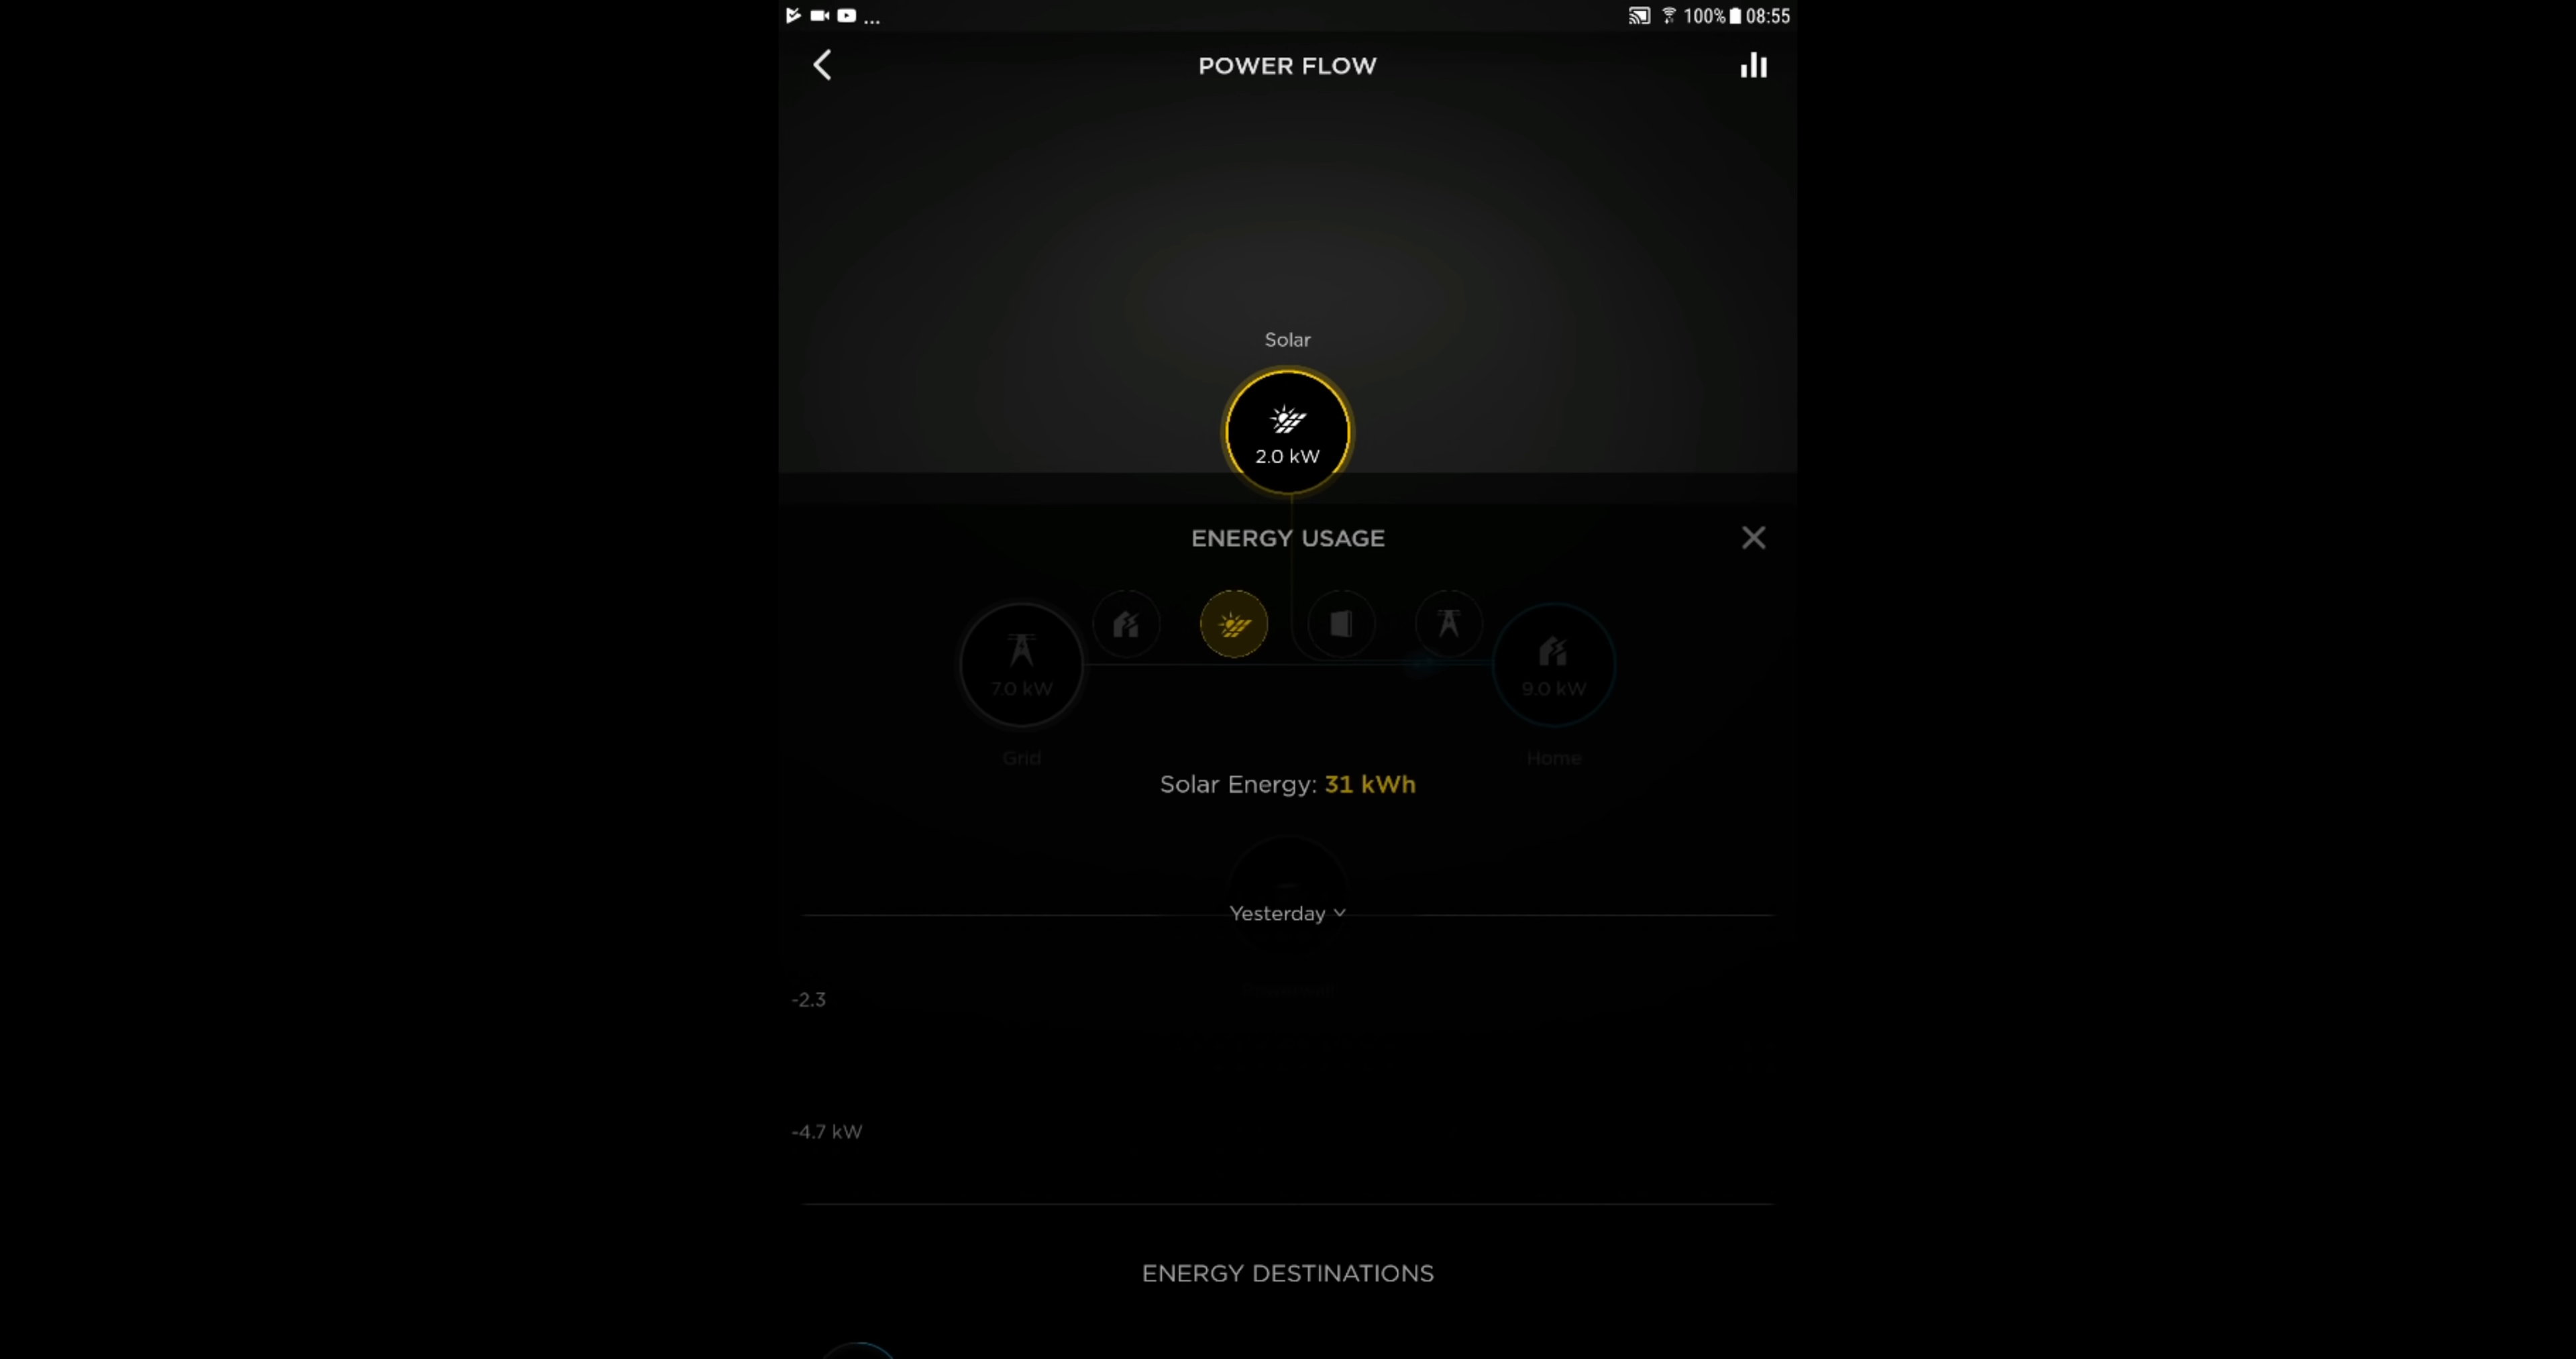 ... 100% 08:55
POWER FLOW
Solar
2.0 kW
ENERGY USAGE
7.0 kW 9.0 kW
Grid Home
Solar Energy: 31 kWh
Yesterday
-2.3
-4.7 kW
ENERGY DESTINATIONS